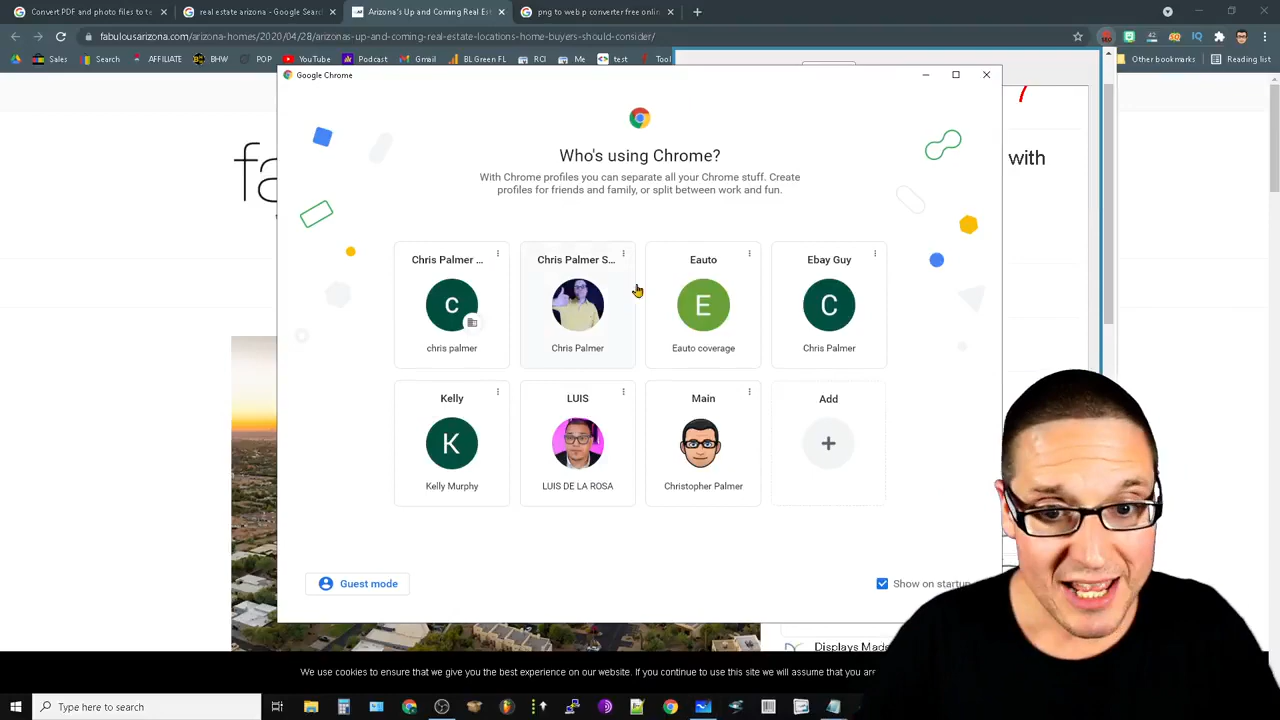 Convert PDF and photo files to t
real estate arizona - Google Searc
Arizona's Up and Coming Real Est
png to webp converter free onlin
fabulousarizona.com/arizona-homes/2020/04/28/arizonas-up-and-coming-real-estate-locations-home-buyers-should-consider/
Sales
Search
AFFILIATE
BHW
POP
YouTube
Podcast
Gmail
BL Green FL
RCI
Me
test
Tool
Other bookmarks
Reading list
Google Chrome
fa
with
Who's using Chrome?
With Chrome profiles you can separate all your Chrome stuff. Create
profiles for friends and family, or split between work and fun.
Chris Palmer ...
Chris Palmer S...
Eauto
Ebay Guy
c
E
C
chris palmer
Chris Palmer
Eauto coverage
Chris Palmer
Kelly
LUIS
Main
Add
K
Kelly Murphy
LUIS DE LA ROSA
Christopher Palmer
Guest mode
Show on startup
Displays Made
We use cookies to ensure that we give you the best experience on our website. If you continue to use this site we will assume that you are
Type here to search